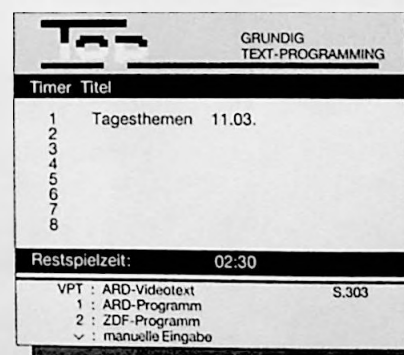 Top
GRUNDIG
TEXT-PROGRAMMING
Timer Titel
1 Tagesthemen 11.03.
2
3
4
5
6
7
8
Restspielzeit: 02:30
VPT : ARD-Videotext S.303
1 : ARD-Programm
2 : ZDF-Programm
⌄ : manuelle Eingabe